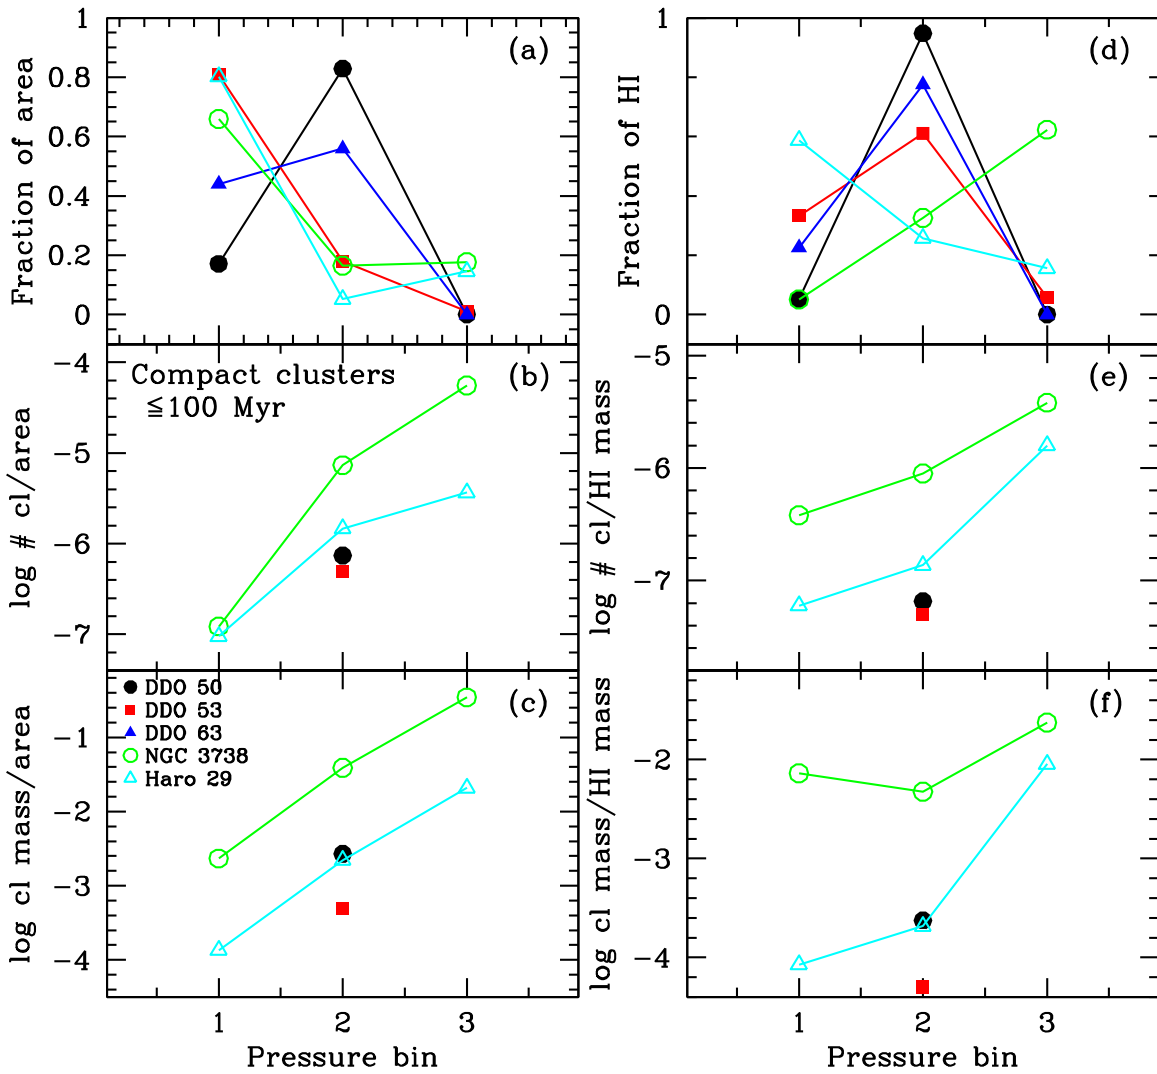 Fraction of area
1
0.8
0.6
0.4
0.2
0
(a)
log # cl/area
-4
-5
-6
-7
Compact clusters
≦100 Myr
(b)
log cl mass/area
-1
-2
-3
-4
DDO 50
DDO 53
DDO 63
NGC 3738
Haro 29
(c)
1 2 3
Pressure bin
Fraction of HI
1
0
(d)
log # cl/HI mass
-5
-6
-7
(e)
log cl mass/HI mass
-2
-3
-4
(f)
1 2 3
Pressure bin